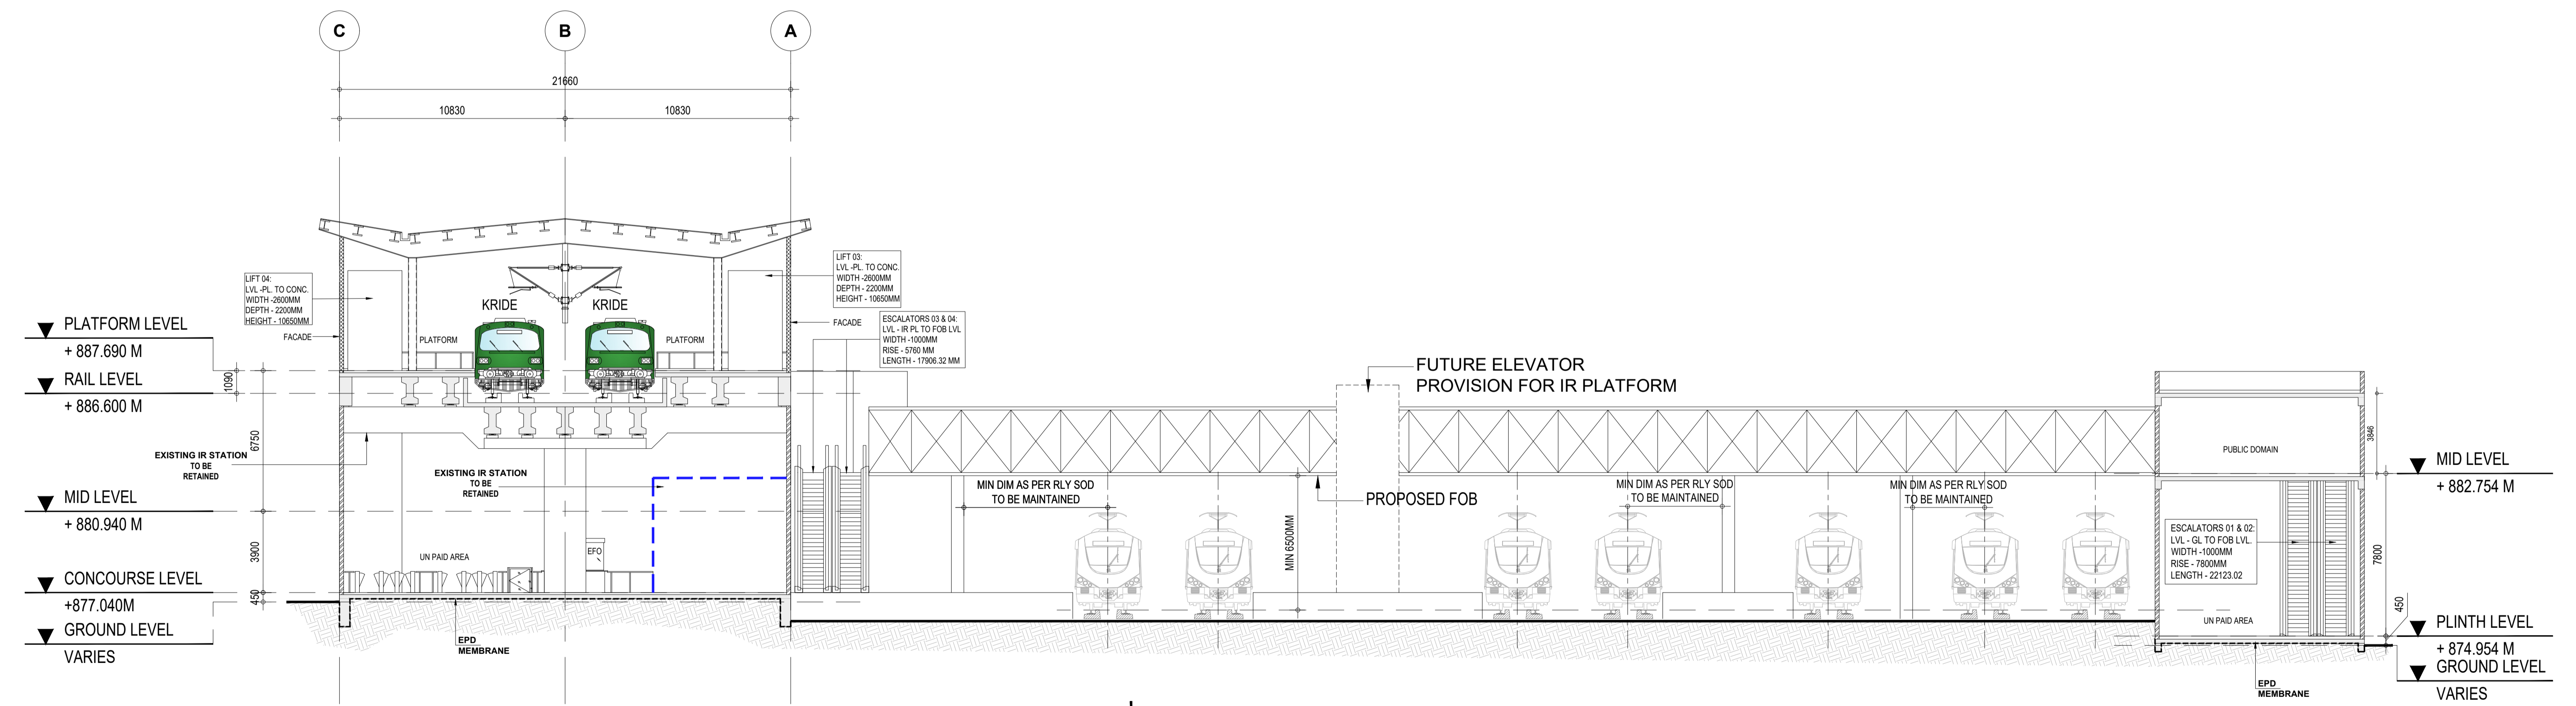 C
B
A
21660
10830
10830
LIFT 04:
LVL -PL. TO CONC.
WIDTH -2600MM
DEPTH - 2200MM
HEIGHT - 10650MM
FACADE
PLATFORM LEVEL
+ 887.690 M
RAIL LEVEL
+ 886.600 M
MID LEVEL
+ 880.940 M
CONCOURSE LEVEL
+877.040M
GROUND LEVEL
VARIES
1090
6750
3900
450
KRIDE
KRIDE
PLATFORM
PLATFORM
LIFT 03:
LVL -PL. TO CONC.
WIDTH -2600MM
DEPTH - 2200MM
HEIGHT - 10650MM
FACADE
ESCALATORS 03 & 04:
LVL - IR PL TO FOB LVL
WIDTH -1000MM
RISE - 5760 MM
LENGTH - 17906.32 MM
EXISTING IR STATION
TO BE
RETAINED
EXISTING IR STATION
TO BE
RETAINED
UN PAID AREA
EFO
EPD
MEMBRANE
FUTURE ELEVATOR
PROVISION FOR IR PLATFORM
PROPOSED FOB
MIN DIM AS PER RLY SOD
TO BE MAINTAINED
MIN 6500MM
MIN DIM AS PER RLY SOD
TO BE MAINTAINED
MIN DIM AS PER RLY SOD
TO BE MAINTAINED
PUBLIC DOMAIN
ESCALATORS 01 & 02:
LVL - GL TO FOB LVL.
WIDTH -1000MM
RISE - 7800MM
LENGTH - 22123.02
UN PAID AREA
EPD
MEMBRANE
3846
7800
450
MID LEVEL
+ 882.754 M
PLINTH LEVEL
+ 874.954 M
GROUND LEVEL
VARIES